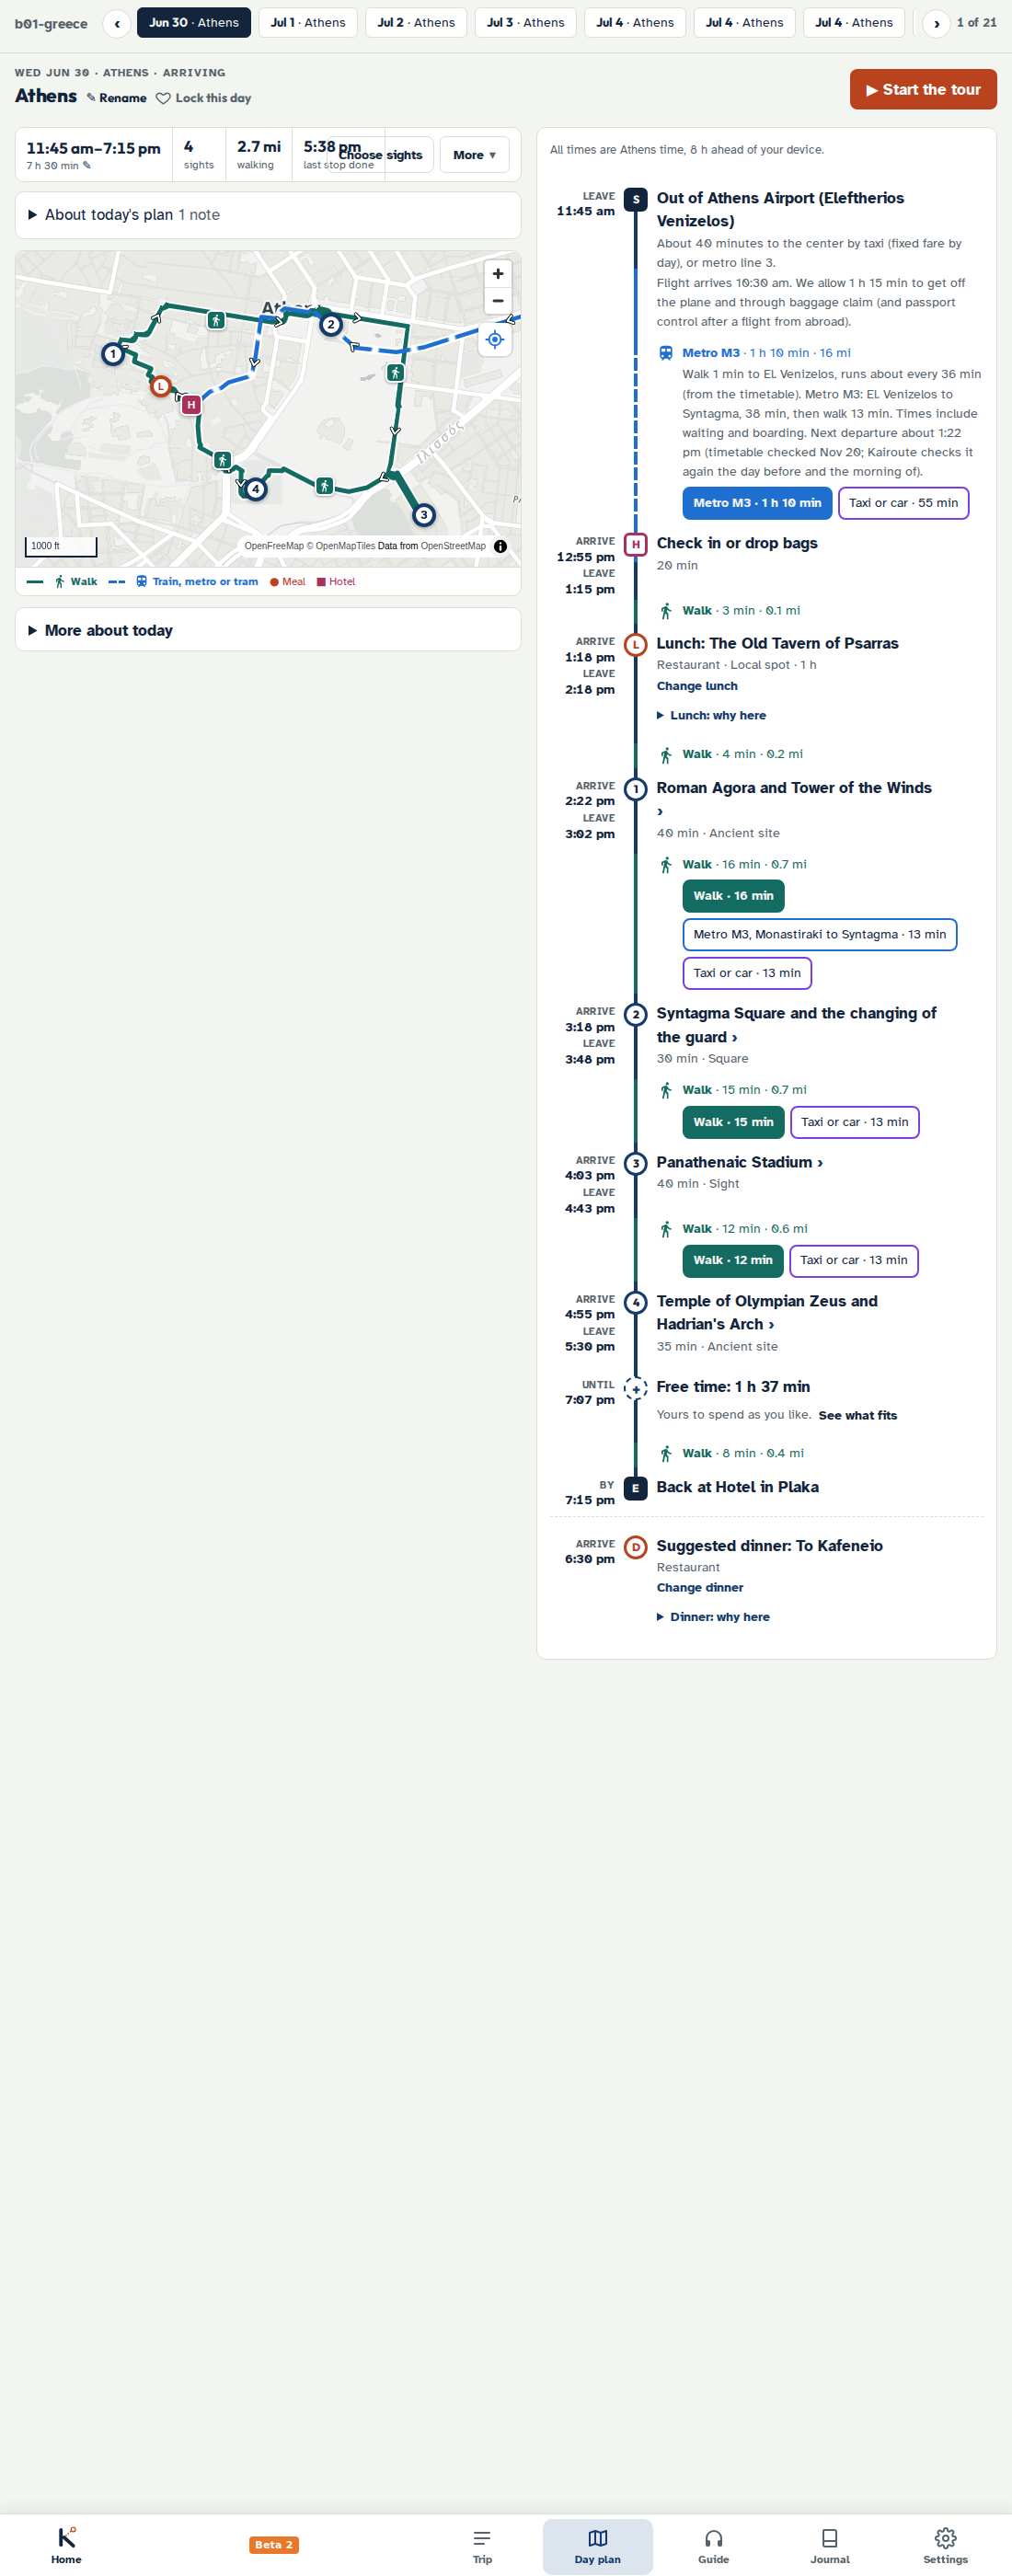 b01-greece
‹
Jun 30 · Athens
Jul 1 · Athens
Jul 2 · Athens
Jul 3 · Athens
Jul 4 · Athens
Jul 4 · Athens
Jul 4 · Athens
›
1 of 21
WED JUN 30 · ATHENS · ARRIVING
Athens ✎ Rename Lock this day
▶ Start the tour
11:45 am–7:15 pm
7 h 30 min ✎
4
sights
2.7 mi
walking
5:38 pm
last stop done
Choose sights
More ▾
▶ About today's plan 1 note
1
2
L
H
4
3
Ιλισσός
+
−
1000 ft
OpenFreeMap © OpenMapTiles Data from OpenStreetMap
Walk Train, metro or tram Meal Hotel
▶ More about today
All times are Athens time, 8 h ahead of your device.
LEAVE
11:45 am
S
Out of Athens Airport (Eleftherios
Venizelos)
About 40 minutes to the center by taxi (fixed fare by
day), or metro line 3.
Flight arrives 10:30 am. We allow 1 h 15 min to get off
the plane and through baggage claim (and passport
control after a flight from abroad).
Metro M3 · 1 h 10 min · 16 mi
Walk 1 min to EL Venizelos, runs about every 36 min
(from the timetable). Metro M3: EL Venizelos to
Syntagma, 38 min, then walk 13 min. Times include
waiting and boarding. Next departure about 1:22
pm (timetable checked Nov 20; Kairoute checks it
again the day before and the morning of).
Metro M3 · 1 h 10 min
Taxi or car · 55 min
ARRIVE
12:55 pm
LEAVE
1:15 pm
H
Check in or drop bags
20 min
Walk · 3 min · 0.1 mi
ARRIVE
1:18 pm
LEAVE
2:18 pm
L
Lunch: The Old Tavern of Psarras
Restaurant · Local spot · 1 h
Change lunch
▶ Lunch: why here
Walk · 4 min · 0.2 mi
ARRIVE
2:22 pm
LEAVE
3:02 pm
1
Roman Agora and Tower of the Winds
›
40 min · Ancient site
Walk · 16 min · 0.7 mi
Walk · 16 min
Metro M3, Monastiraki to Syntagma · 13 min
Taxi or car · 13 min
ARRIVE
3:18 pm
LEAVE
3:48 pm
2
Syntagma Square and the changing of
the guard ›
30 min · Square
Walk · 15 min · 0.7 mi
Walk · 15 min
Taxi or car · 13 min
ARRIVE
4:03 pm
LEAVE
4:43 pm
3
Panathenaic Stadium ›
40 min · Sight
Walk · 12 min · 0.6 mi
Walk · 12 min
Taxi or car · 13 min
ARRIVE
4:55 pm
LEAVE
5:30 pm
4
Temple of Olympian Zeus and
Hadrian's Arch ›
35 min · Ancient site
UNTIL
7:07 pm
+
Free time: 1 h 37 min
Yours to spend as you like. See what fits
Walk · 8 min · 0.4 mi
BY
7:15 pm
E
Back at Hotel in Plaka
ARRIVE
6:30 pm
D
Suggested dinner: To Kafeneio
Restaurant
Change dinner
▶ Dinner: why here
Home
Beta 2
Trip
Day plan
Guide
Journal
Settings